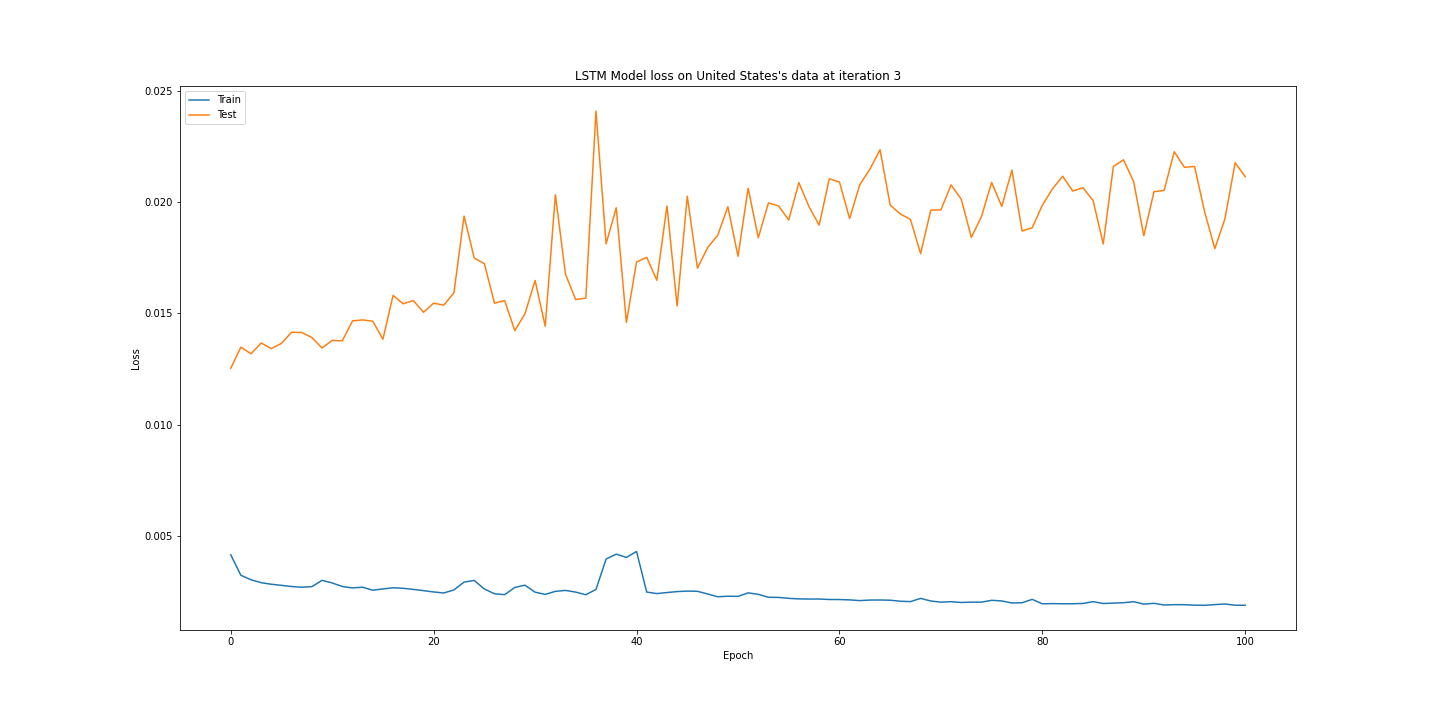 LSTM Model loss on United States's data at iteration 3
Train
Test
0.025
0.020
0.015
0.010
0.005
Loss
0 20 40 60 80 100
Epoch